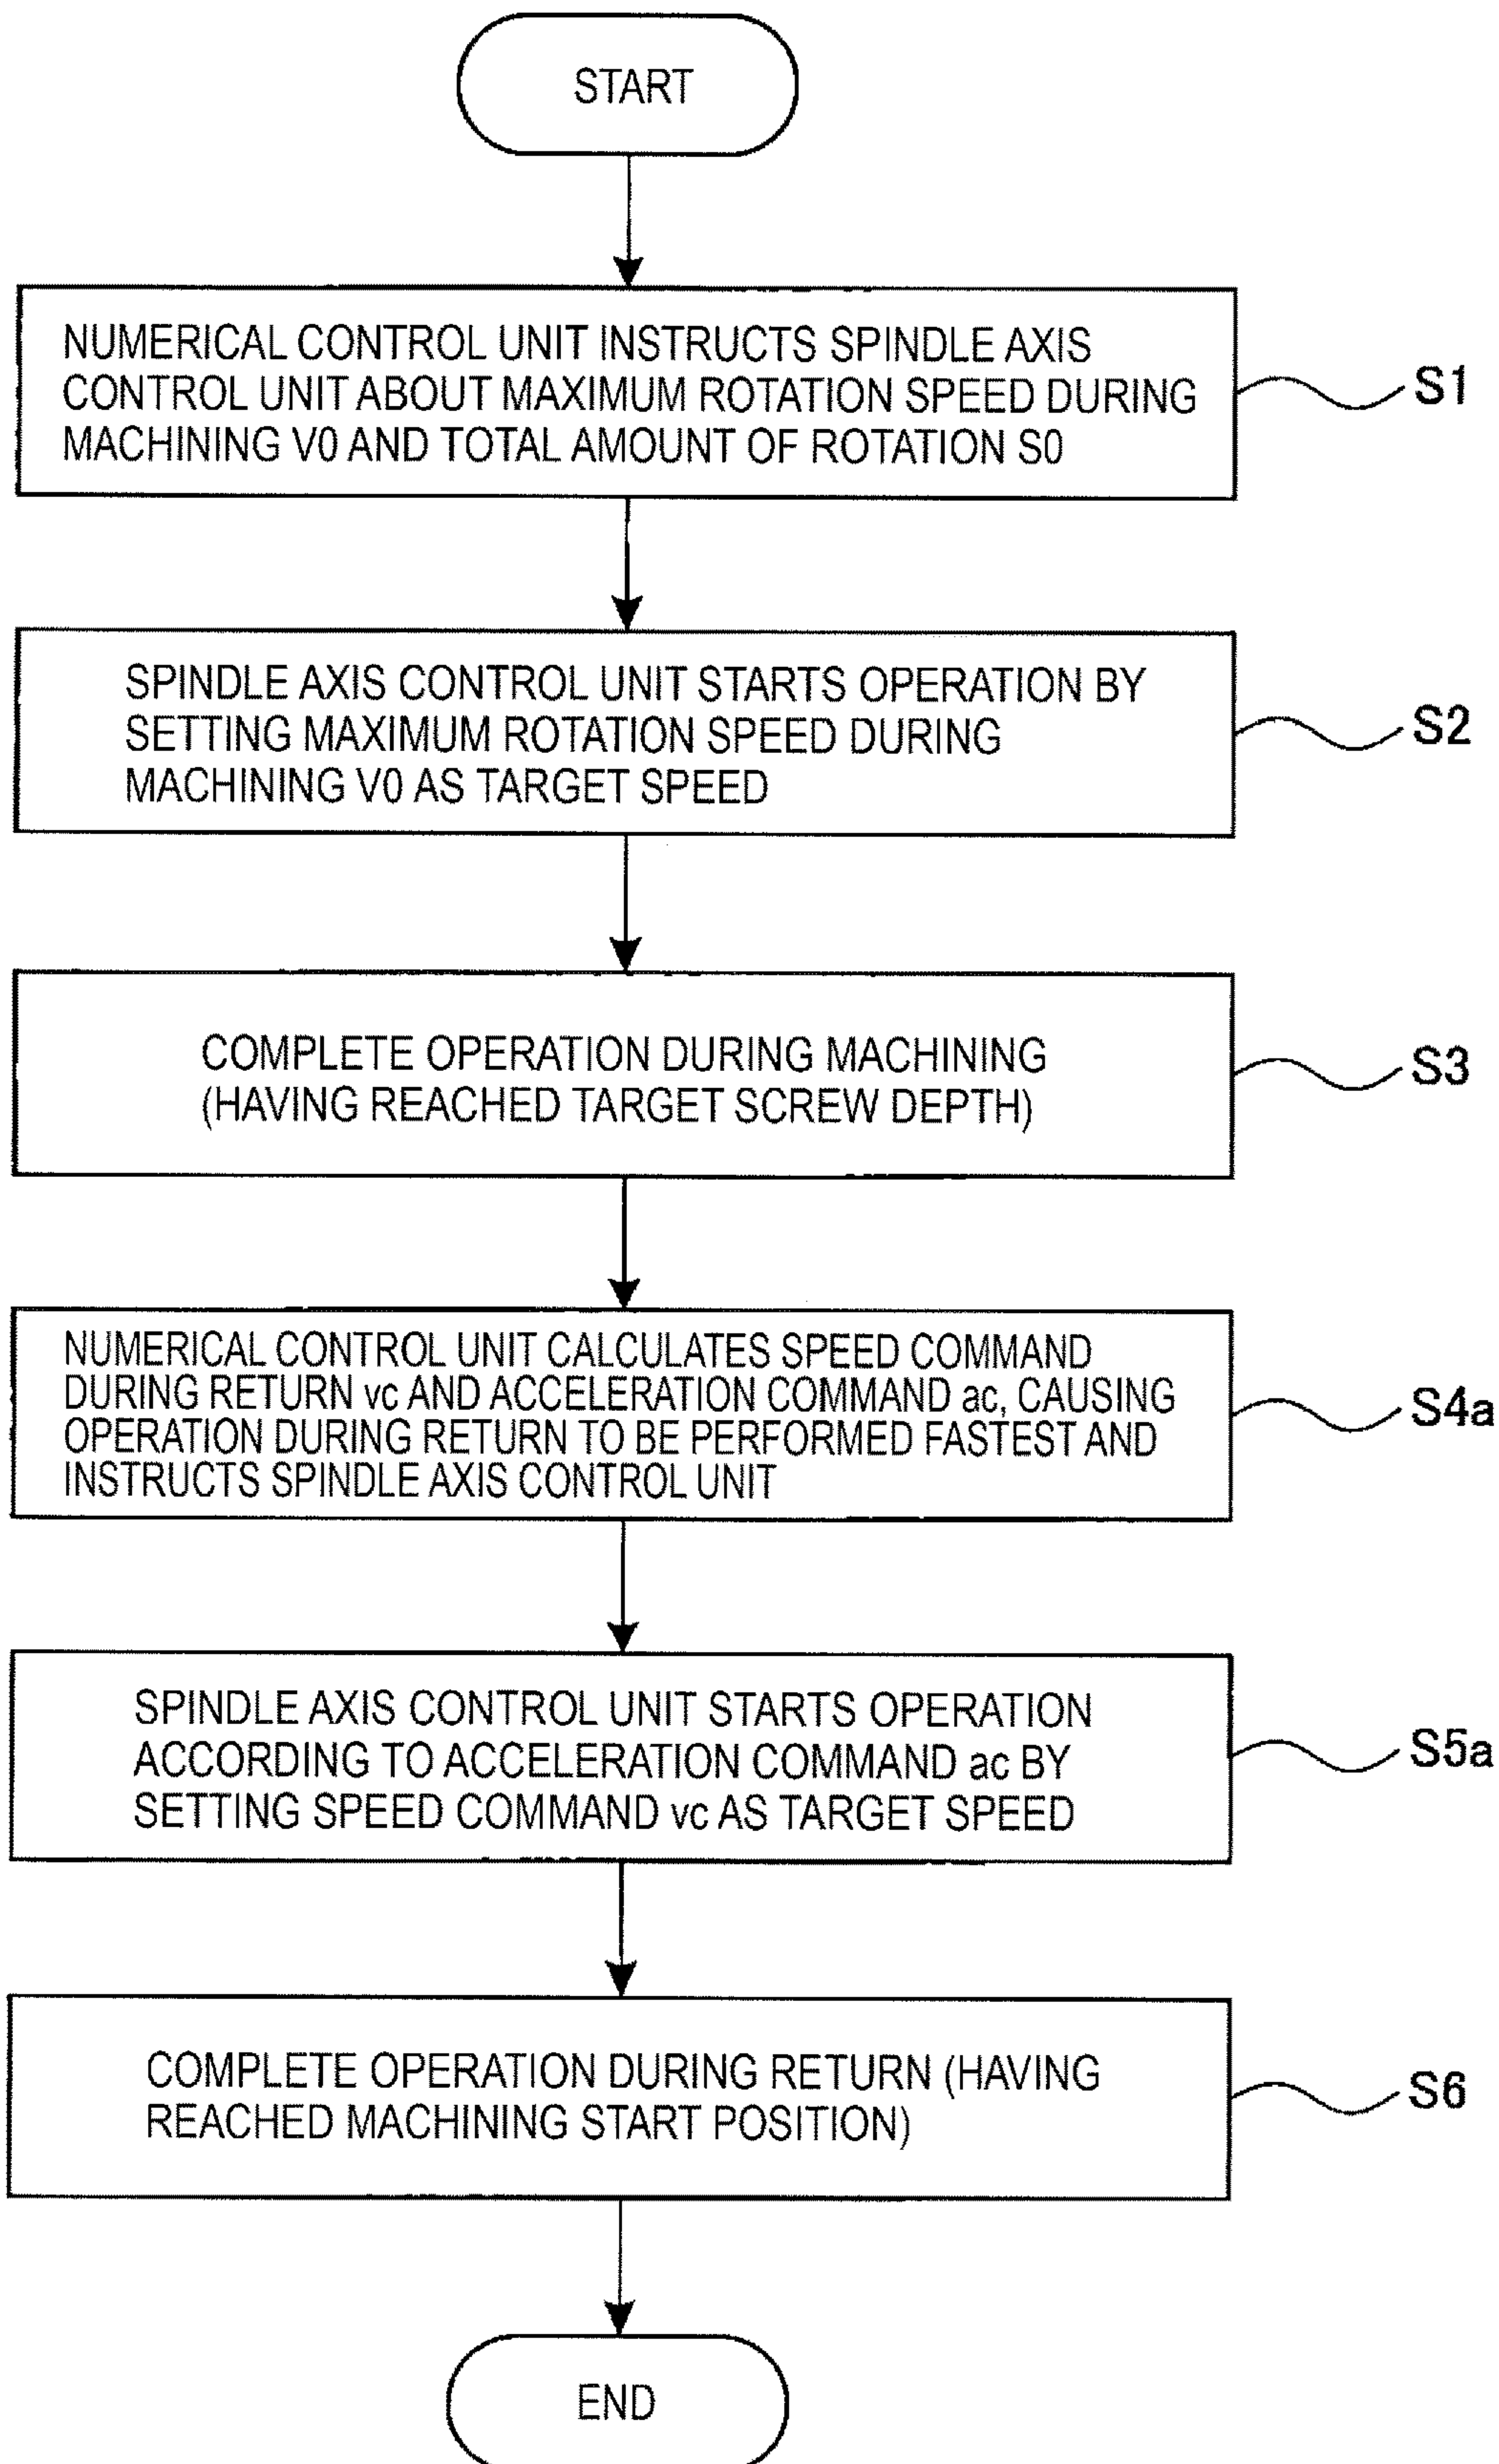 START
NUMERICAL CONTROL UNIT INSTRUCTS SPINDLE AXIS
CONTROL UNIT ABOUT MAXIMUM ROTATION SPEED DURING
MACHINING V0 AND TOTAL AMOUNT OF ROTATION S0
S1
SPINDLE AXIS CONTROL UNIT STARTS OPERATION BY
SETTING MAXIMUM ROTATION SPEED DURING
MACHINING V0 AS TARGET SPEED
S2
COMPLETE OPERATION DURING MACHINING
(HAVING REACHED TARGET SCREW DEPTH)
S3
NUMERICAL CONTROL UNIT CALCULATES SPEED COMMAND
DURING RETURN vc AND ACCELERATION COMMAND ac, CAUSING
OPERATION DURING RETURN TO BE PERFORMED FASTEST AND
INSTRUCTS SPINDLE AXIS CONTROL UNIT
S4a
SPINDLE AXIS CONTROL UNIT STARTS OPERATION
ACCORDING TO ACCELERATION COMMAND ac BY
SETTING SPEED COMMAND vc AS TARGET SPEED
S5a
COMPLETE OPERATION DURING RETURN (HAVING
REACHED MACHINING START POSITION)
S6
END